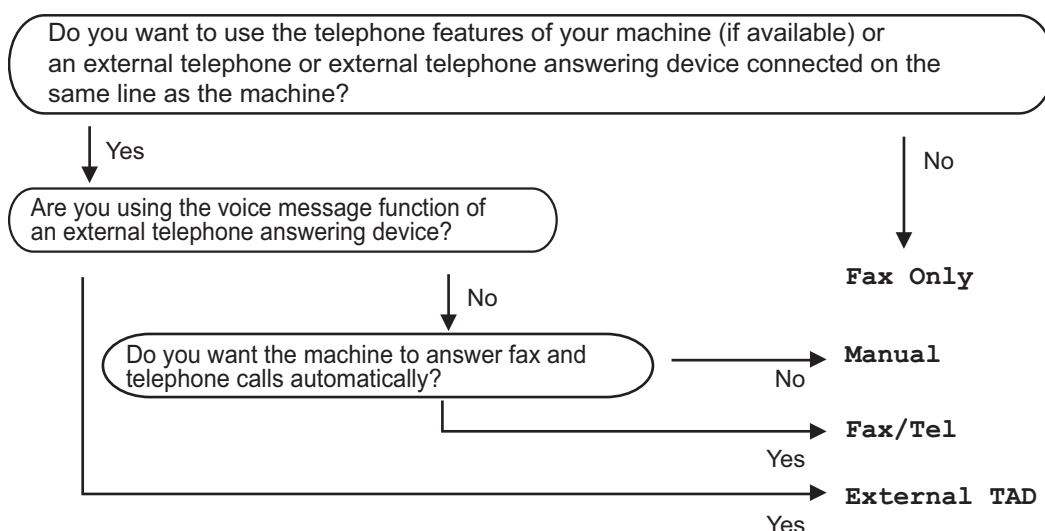 Do you want to use the telephone features of your machine (if available) or
an external telephone or external telephone answering device connected on the
same line as the machine?
Yes
No
Are you using the voice message function of
an external telephone answering device?
Fax Only
No
Do you want the machine to answer fax and
telephone calls automatically?
No
Manual
Yes
Fax/Tel
Yes
External TAD